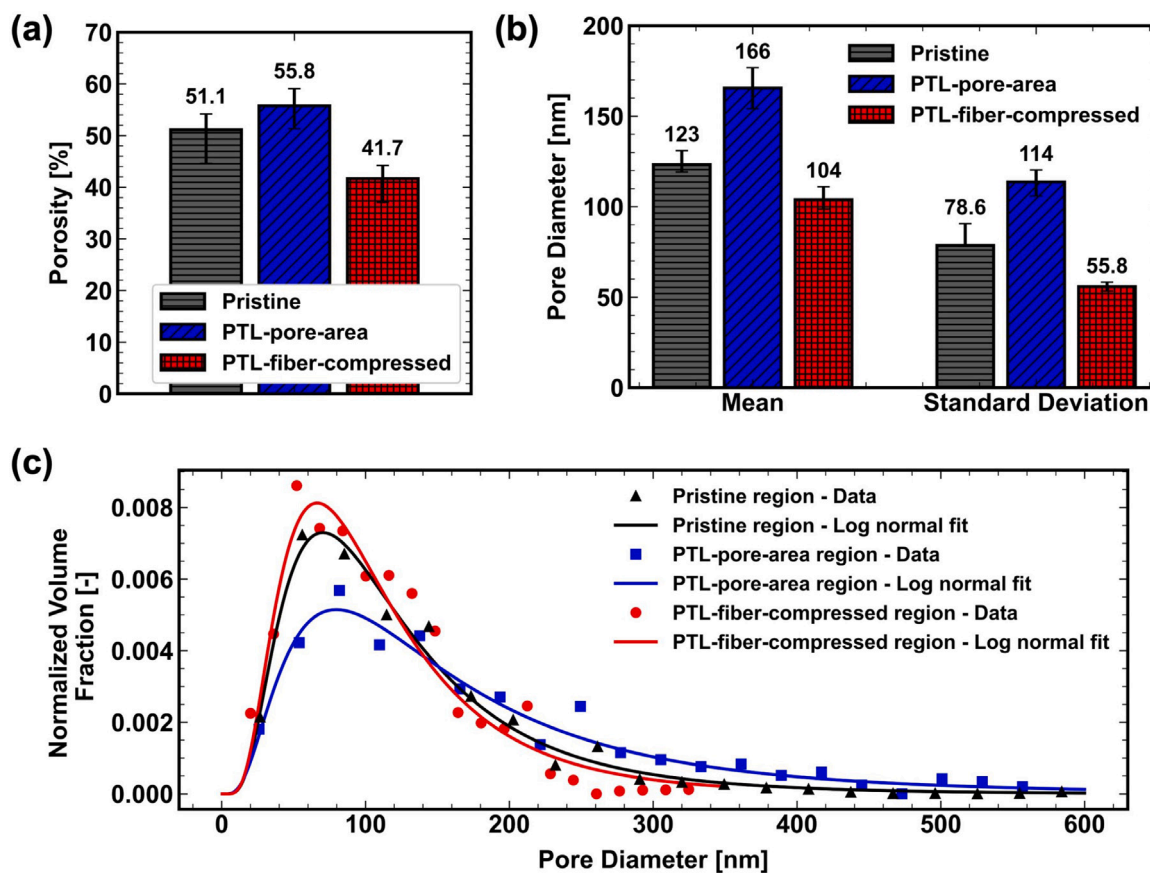 (a)
Porosity [%]
70
60
50
40
30
20
10
0
51.1
55.8
41.7
Pristine
PTL-pore-area
PTL-fiber-compressed
(b)
Pore Diameter [nm]
200
150
100
50
0
123
166
104
78.6
114
55.8
Pristine
PTL-pore-area
PTL-fiber-compressed
Mean
Standard Deviation
(c)
Normalized Volume
Fraction [-]
0.008
0.006
0.004
0.002
0.000
Pristine region - Data
Pristine region - Log normal fit
PTL-pore-area region - Data
PTL-pore-area region - Log normal fit
PTL-fiber-compressed region - Data
PTL-fiber-compressed region - Log normal fit
0 100 200 300 400 500 600
Pore Diameter [nm]